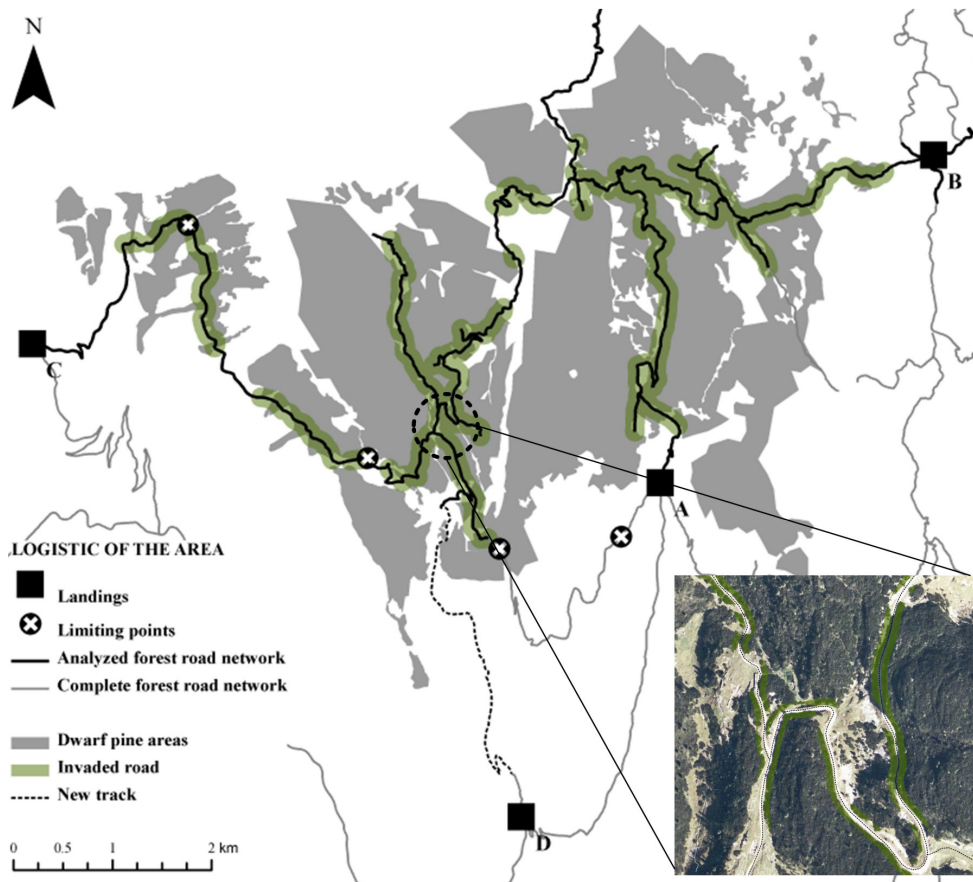 N
B
C
A
LOGISTIC OF THE AREA
Landings
Limiting points
Analyzed forest road network
Complete forest road network
Dwarf pine areas
Invaded road
New track
D
0 0.5 1 2 km